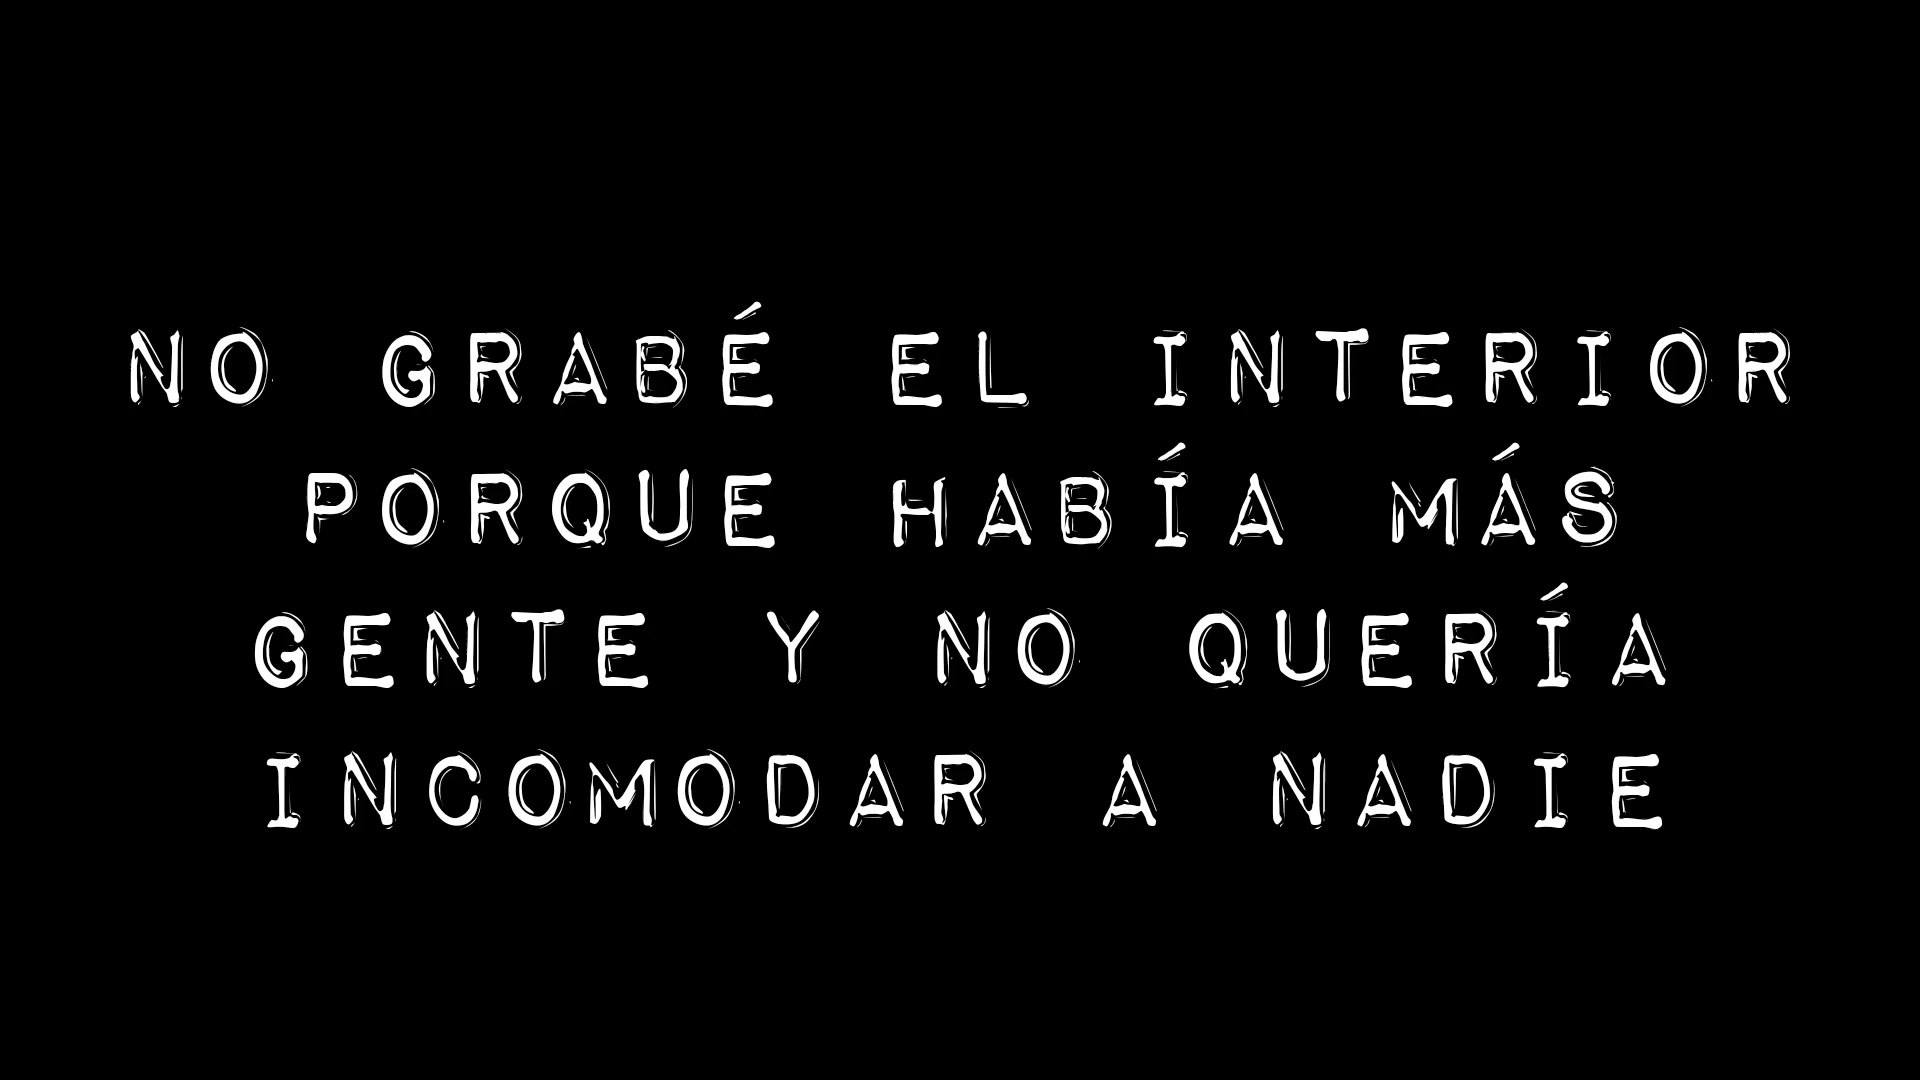 NO GRABÉ EL INTERIOR
PORQUE HABÍA MÁS
GENTE Y NO QUERÍA
INCOMODAR A NADIE